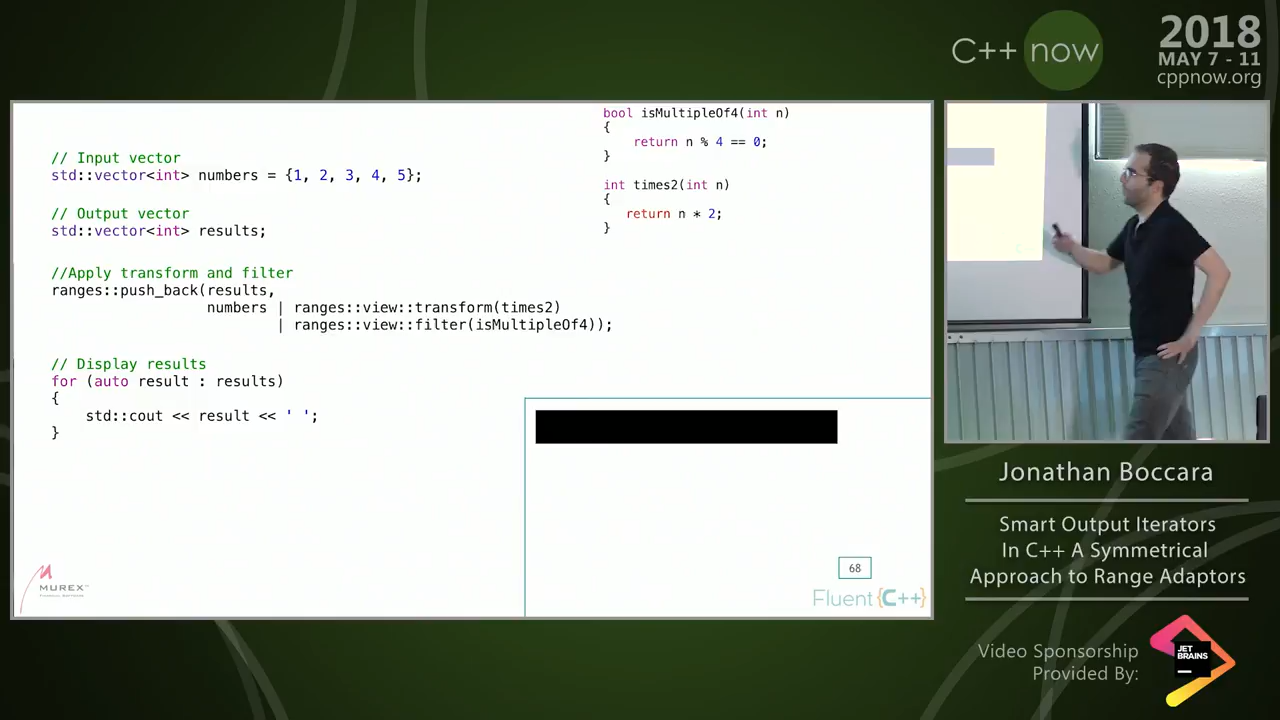 C++ now
2018
MAY 7 - 11
cppnow.org
// Input vector
std::vector<int> numbers = {1, 2, 3, 4, 5};
// Output vector
std::vector<int> results;
//Apply transform and filter
ranges::push_back(results,
numbers | ranges::view::transform(times2)
| ranges::view::filter(isMultipleOf4));
// Display results
for (auto result : results)
{
std::cout << result << ' ';
}
bool isMultipleOf4(int n)
{
return n % 4 == 0;
}
int times2(int n)
{
return n * 2;
}
68
MUREX
Fluent {C++}
Jonathan Boccara
Smart Output Iterators
In C++ A Symmetrical
Approach to Range Adaptors
Video Sponsorship
Provided By:
JET
BRAINS